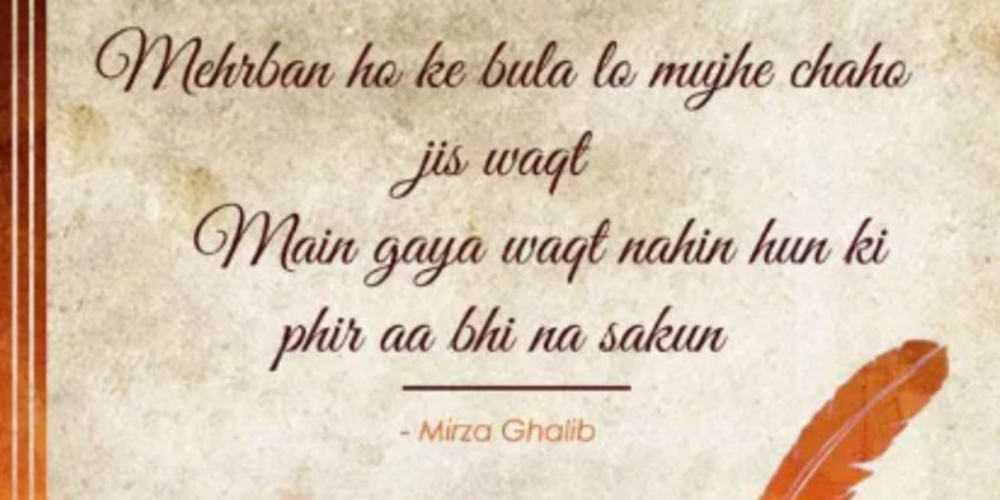 Mehrban ho ke bula lo mujhe chaho
jis waqt
Main gaya waqt nahin hun ki
phir aa bhi na sakun
- Mirza Ghalib